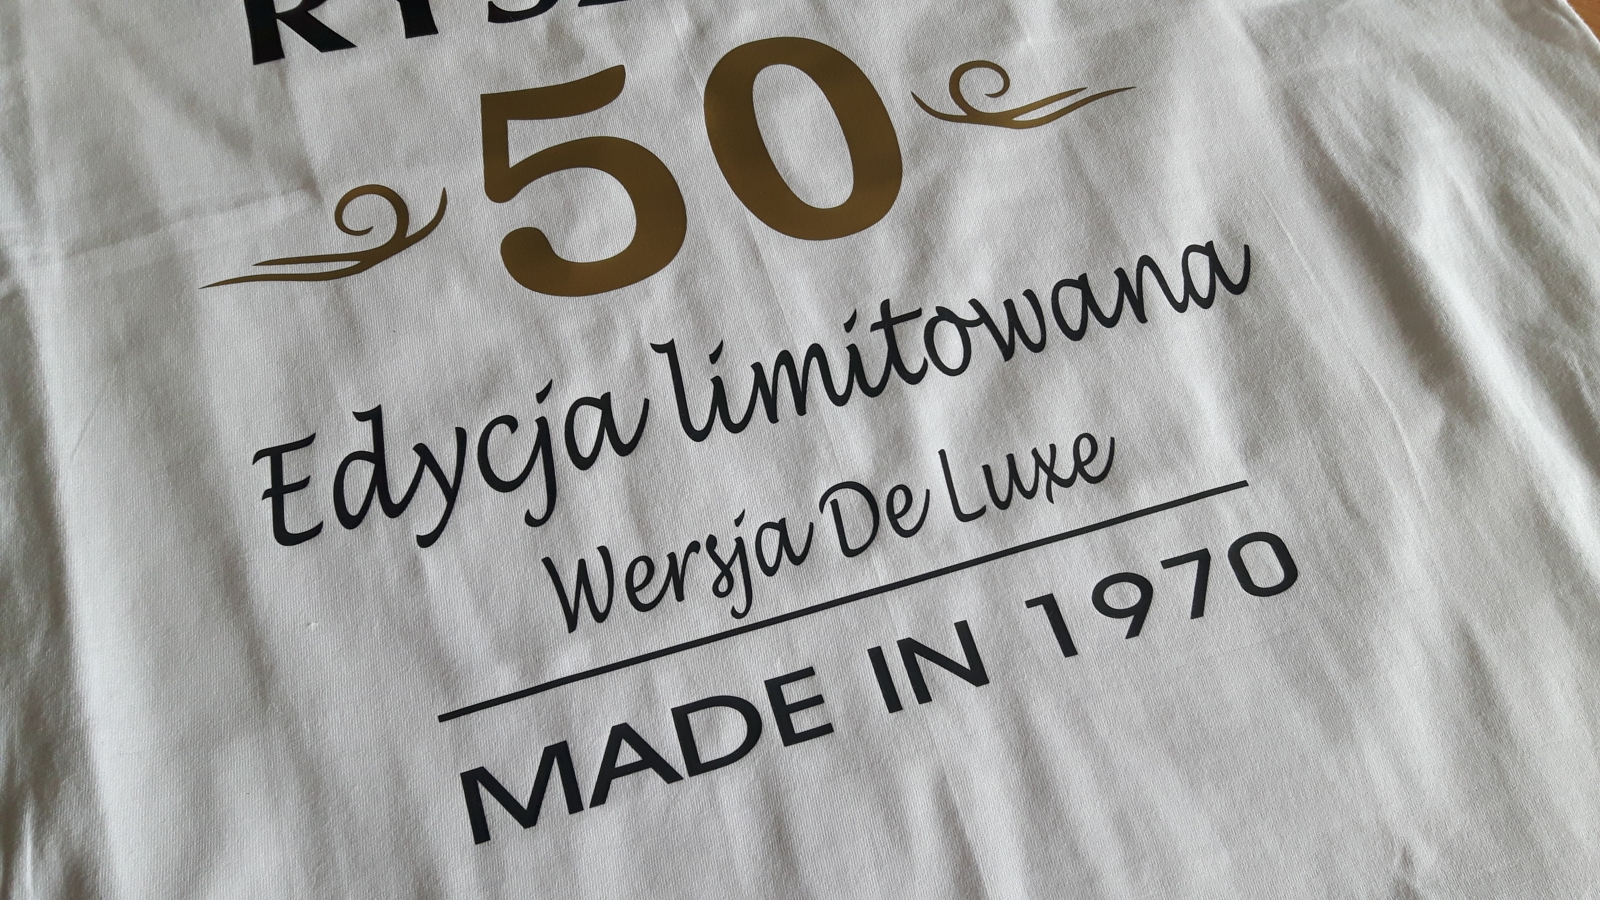 50
Edycja limitowana
Wersja De Luxe
MADE IN 1970